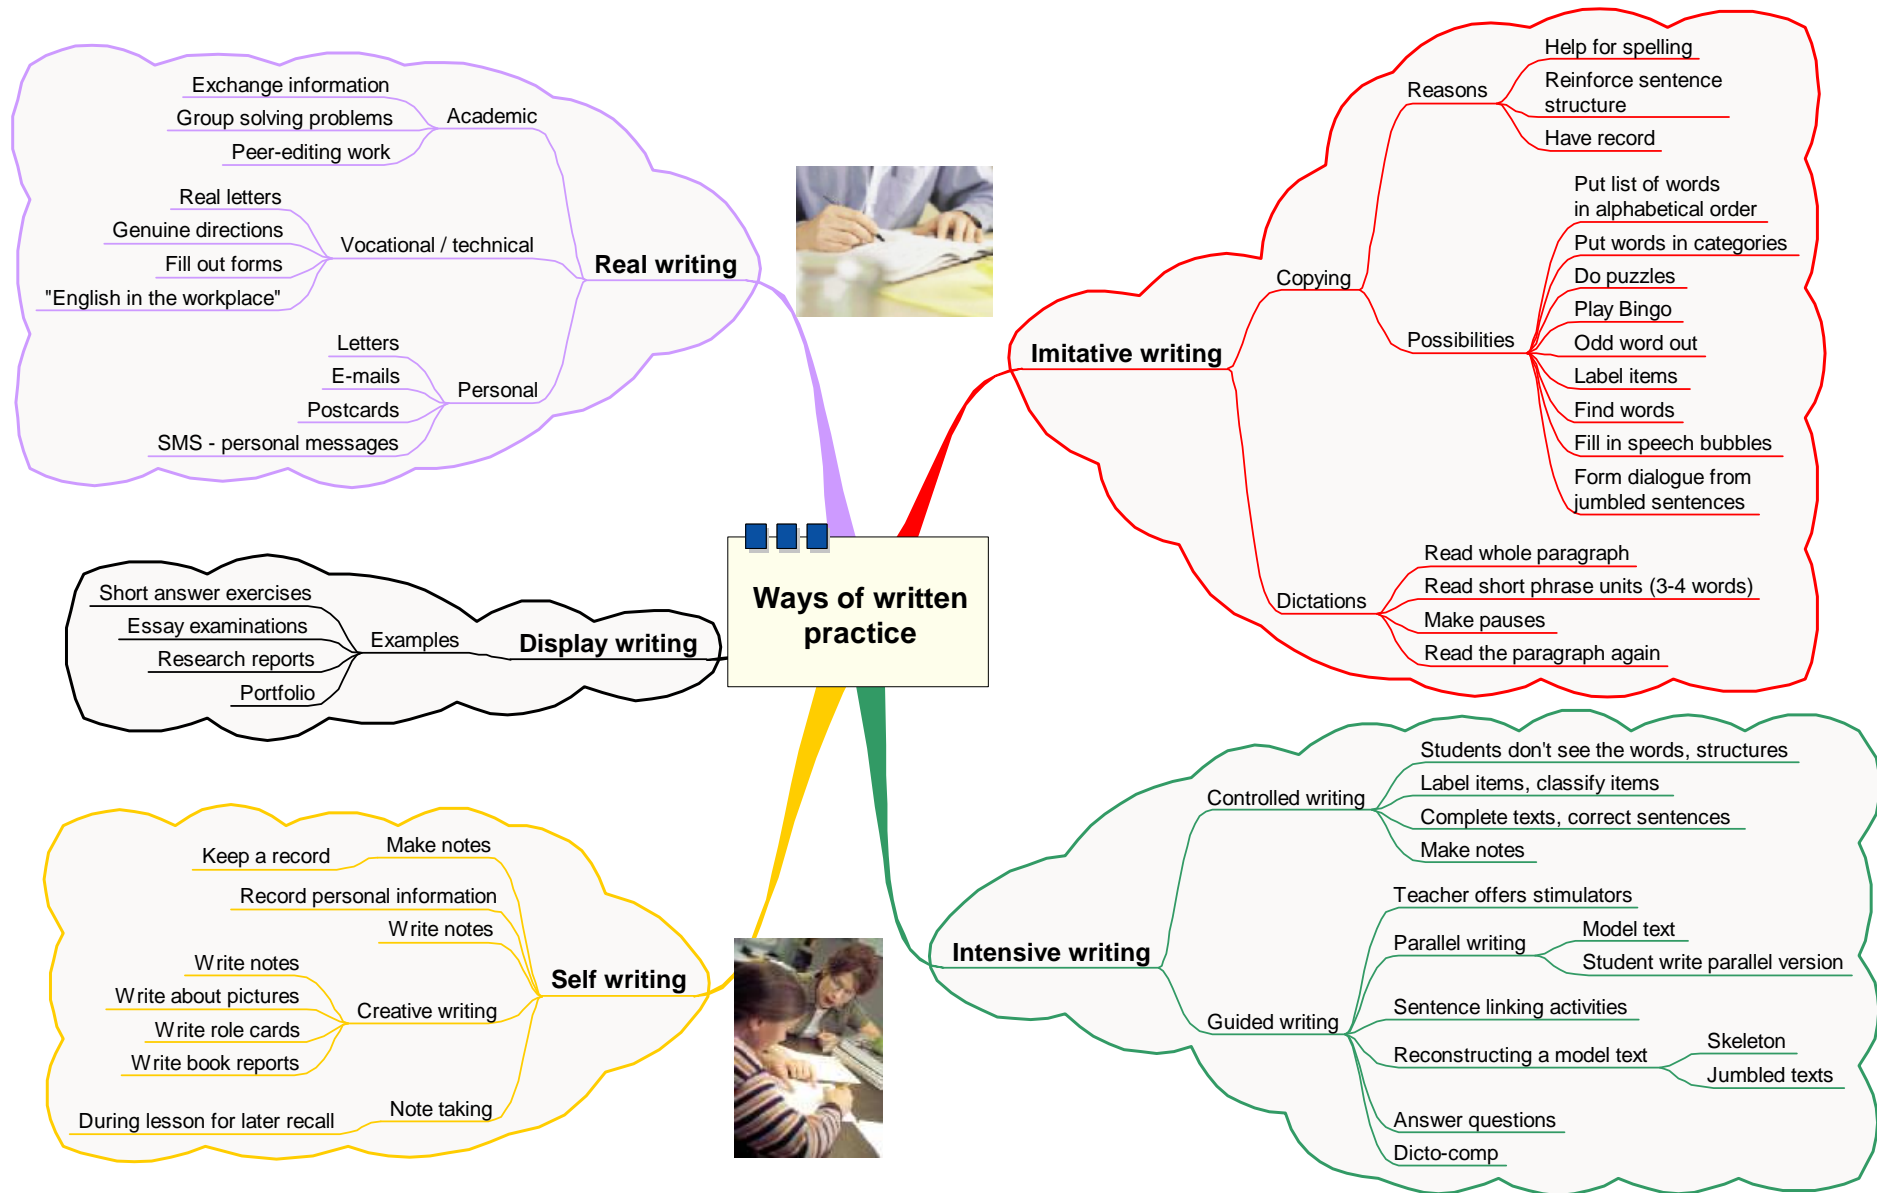 Ways of written
practice
Real writing
Academic
Exchange information
Group solving problems
Peer-editing work
Vocational / technical
Real letters
Genuine directions
Fill out forms
"English in the workplace"
Personal
Letters
E-mails
Postcards
SMS - personal messages
Imitative writing
Copying
Reasons
Help for spelling
Reinforce sentence
structure
Have record
Possibilities
Put list of words
in alphabetical order
Put words in categories
Do puzzles
Play Bingo
Odd word out
Label items
Find words
Fill in speech bubbles
Form dialogue from
jumbled sentences
Dictations
Read whole paragraph
Read short phrase units (3-4 words)
Make pauses
Read the paragraph again
Display writing
Examples
Short answer exercises
Essay examinations
Research reports
Portfolio
Intensive writing
Controlled writing
Students don't see the words, structures
Label items, classify items
Complete texts, correct sentences
Make notes
Guided writing
Teacher offers stimulators
Parallel writing
Model text
Student write parallel version
Sentence linking activities
Reconstructing a model text
Skeleton
Jumbled texts
Answer questions
Dicto-comp
Self writing
Make notes
Keep a record
Record personal information
Write notes
Creative writing
Write notes
Write about pictures
Write role cards
Write book reports
Note taking
During lesson for later recall